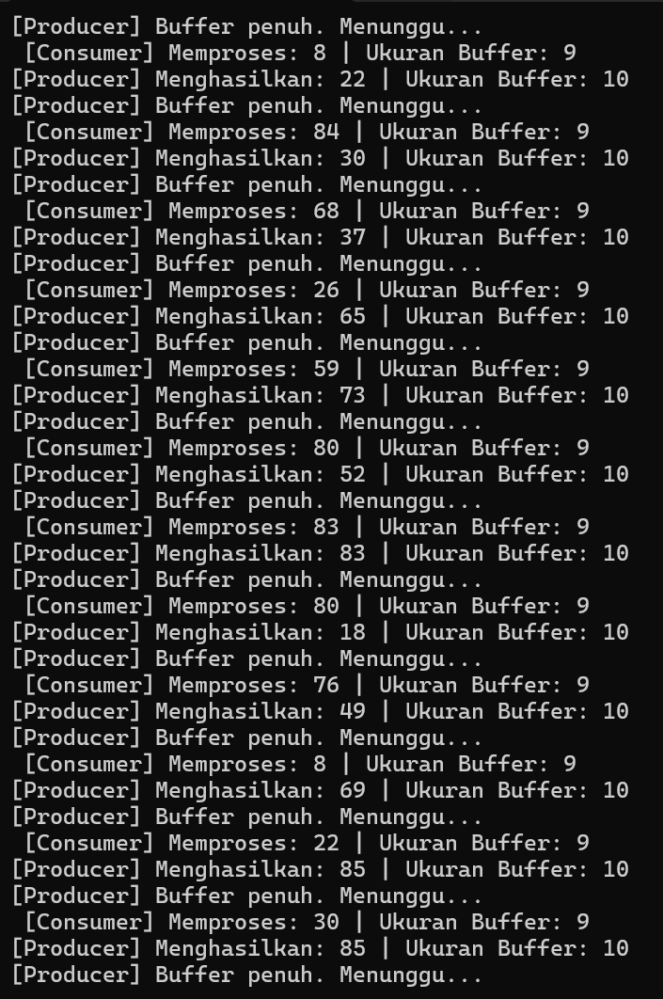 [Producer] Buffer penuh. Menunggu...
[Consumer] Memproses: 8 | Ukuran Buffer: 9
[Producer] Menghasilkan: 22 | Ukuran Buffer: 10
[Producer] Buffer penuh. Menunggu...
[Consumer] Memproses: 84 | Ukuran Buffer: 9
[Producer] Menghasilkan: 30 | Ukuran Buffer: 10
[Producer] Buffer penuh. Menunggu...
[Consumer] Memproses: 68 | Ukuran Buffer: 9
[Producer] Menghasilkan: 37 | Ukuran Buffer: 10
[Producer] Buffer penuh. Menunggu...
[Consumer] Memproses: 26 | Ukuran Buffer: 9
[Producer] Menghasilkan: 65 | Ukuran Buffer: 10
[Producer] Buffer penuh. Menunggu...
[Consumer] Memproses: 59 | Ukuran Buffer: 9
[Producer] Menghasilkan: 73 | Ukuran Buffer: 10
[Producer] Buffer penuh. Menunggu...
[Consumer] Memproses: 80 | Ukuran Buffer: 9
[Producer] Menghasilkan: 52 | Ukuran Buffer: 10
[Producer] Buffer penuh. Menunggu...
[Consumer] Memproses: 83 | Ukuran Buffer: 9
[Producer] Menghasilkan: 83 | Ukuran Buffer: 10
[Producer] Buffer penuh. Menunggu...
[Consumer] Memproses: 80 | Ukuran Buffer: 9
[Producer] Menghasilkan: 18 | Ukuran Buffer: 10
[Producer] Buffer penuh. Menunggu...
[Consumer] Memproses: 76 | Ukuran Buffer: 9
[Producer] Menghasilkan: 49 | Ukuran Buffer: 10
[Producer] Buffer penuh. Menunggu...
[Consumer] Memproses: 8 | Ukuran Buffer: 9
[Producer] Menghasilkan: 69 | Ukuran Buffer: 10
[Producer] Buffer penuh. Menunggu...
[Consumer] Memproses: 22 | Ukuran Buffer: 9
[Producer] Menghasilkan: 85 | Ukuran Buffer: 10
[Producer] Buffer penuh. Menunggu...
[Consumer] Memproses: 30 | Ukuran Buffer: 9
[Producer] Menghasilkan: 85 | Ukuran Buffer: 10
[Producer] Buffer penuh. Menunggu...